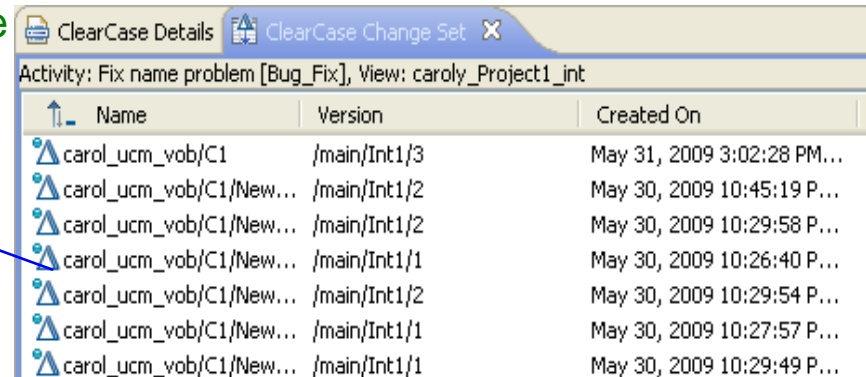 e
ClearCase Details ClearCase Change Set
Activity: Fix name problem [Bug_Fix], View: caroly_Project1_int
Name Version Created On
carol_ucm_vob/C1 /main/Int1/3 May 31, 2009 3:02:28 PM...
carol_ucm_vob/C1/New... /main/Int1/2 May 30, 2009 10:45:19 P...
carol_ucm_vob/C1/New... /main/Int1/2 May 30, 2009 10:29:58 P...
carol_ucm_vob/C1/New... /main/Int1/1 May 30, 2009 10:26:40 P...
carol_ucm_vob/C1/New... /main/Int1/2 May 30, 2009 10:29:54 P...
carol_ucm_vob/C1/New... /main/Int1/1 May 30, 2009 10:27:57 P...
carol_ucm_vob/C1/New... /main/Int1/1 May 30, 2009 10:29:49 P...